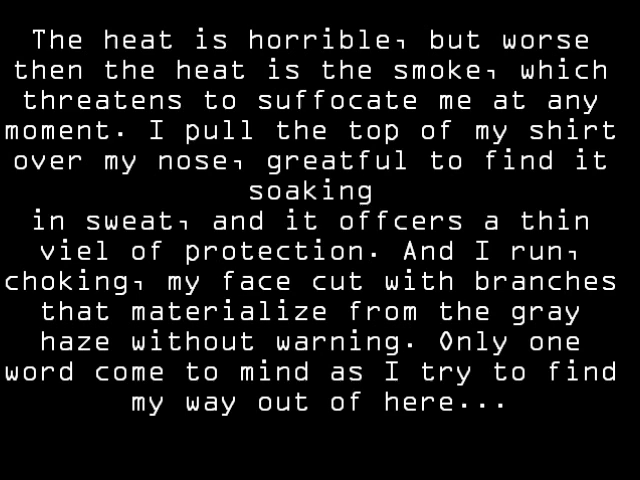 The heat is horrible, but worse
then the heat is the smoke, which
threatens to suffocate me at any
moment. I pull the top of my shirt
over my nose, greatful to find it
soaking
in sweat, and it offcers a thin
viel of protection. And I run,
choking, my face cut with branches
that materialize from the gray
haze without warning. Only one
word come to mind as I try to find
my way out of here...